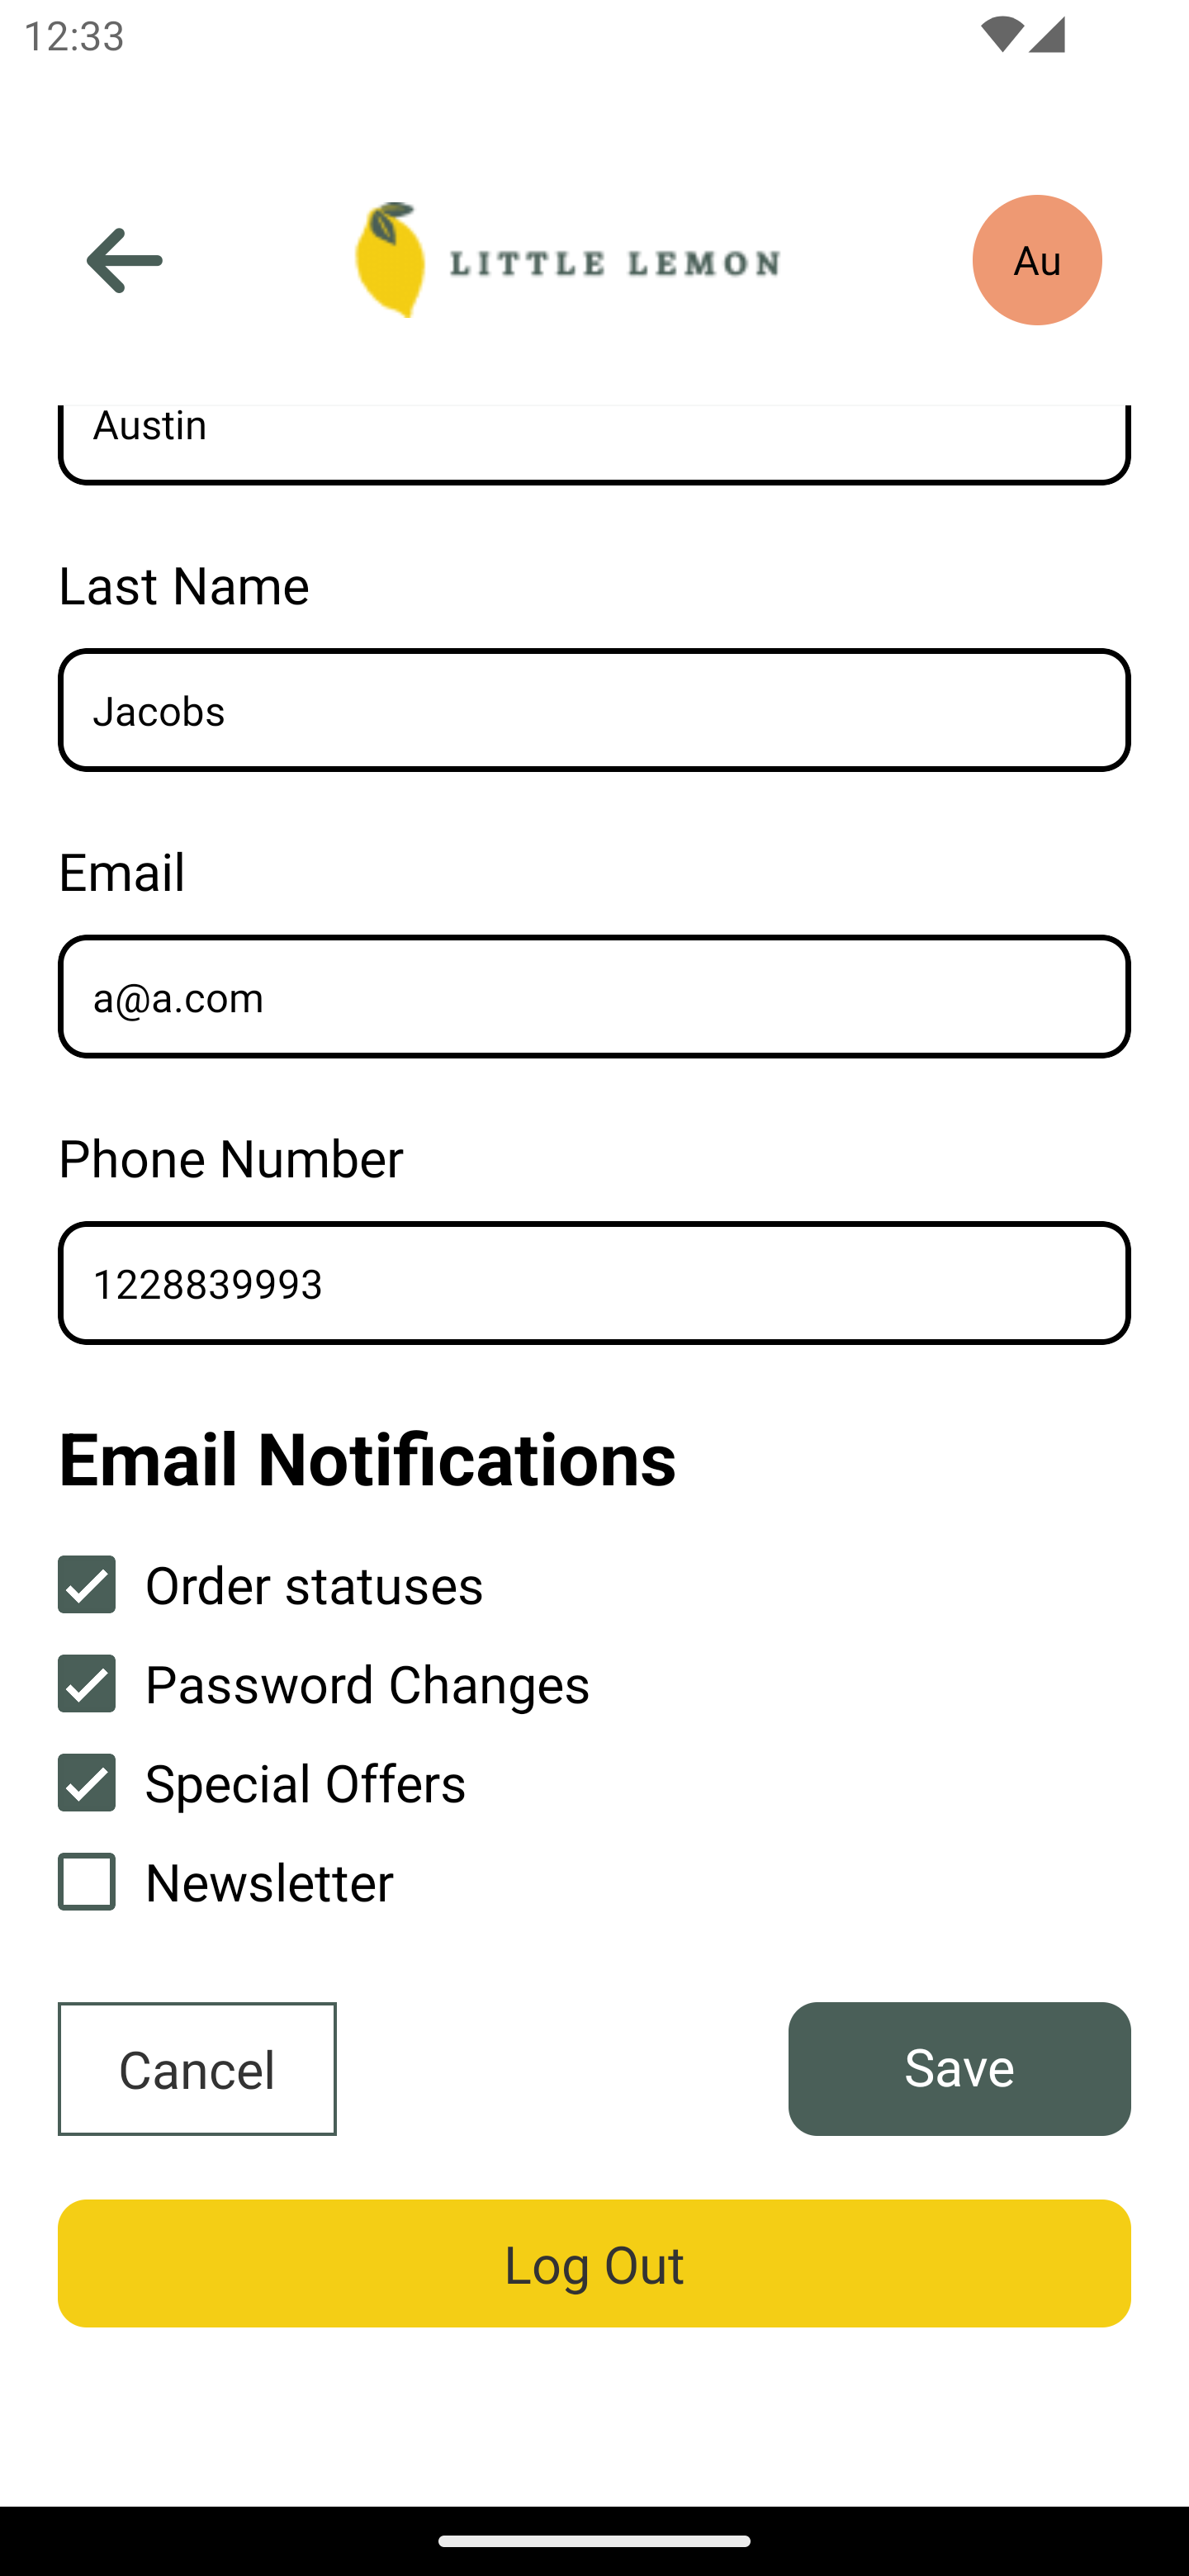 12:33
LITTLE LEMON
Au
Austin
Last Name
Jacobs
Email
a@a.com
Phone Number
1228839993
Email Notifications
Order statuses
Password Changes
Special Offers
Newsletter
Cancel
Save
Log Out